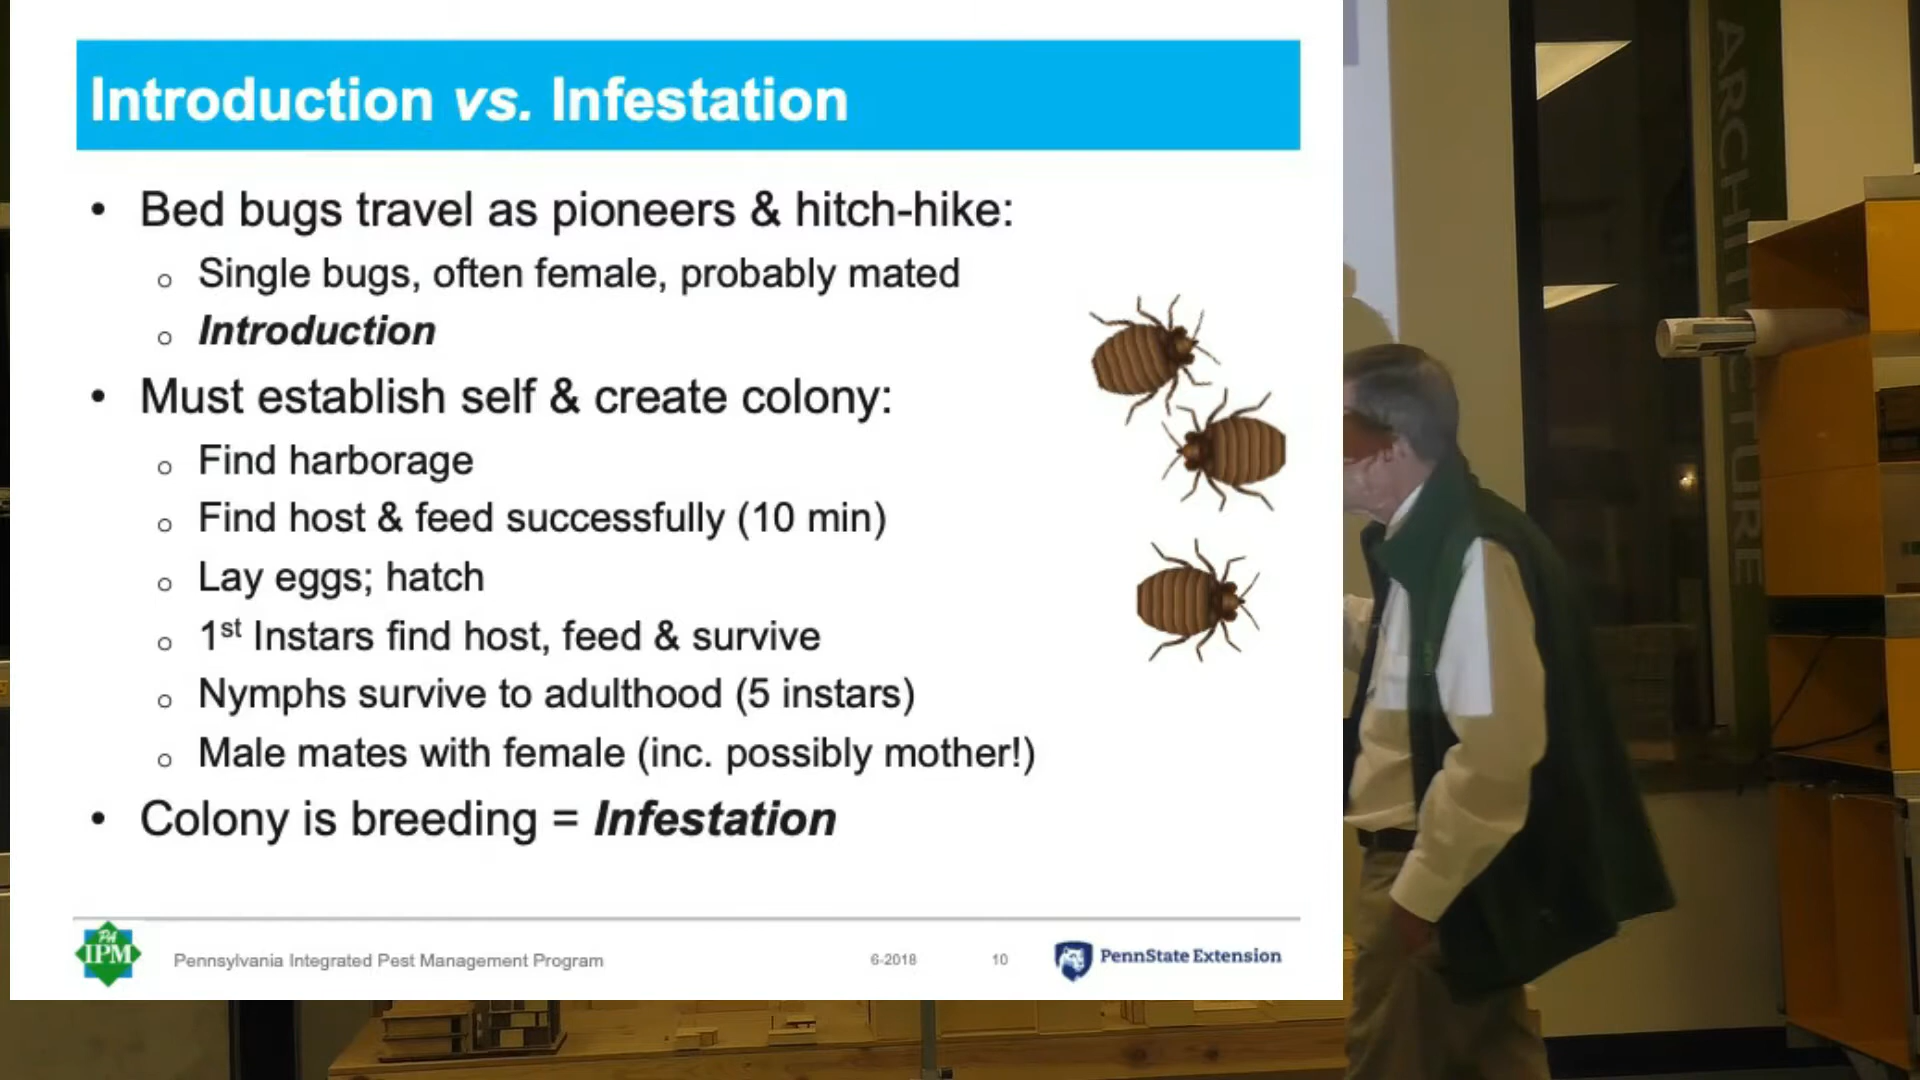 Introduction vs. Infestation
• Bed bugs travel as pioneers & hitch-hike:
o Single bugs, often female, probably mated
o Introduction
• Must establish self & create colony:
o Find harborage
o Find host & feed successfully (10 min)
o Lay eggs; hatch
o 1st Instars find host, feed & survive
o Nymphs survive to adulthood (5 instars)
o Male mates with female (inc. possibly mother!)
• Colony is breeding = Infestation
PA
IPM
Pennsylvania Integrated Pest Management Program
6-2018
10
PennState Extension
ARCHITECTURE